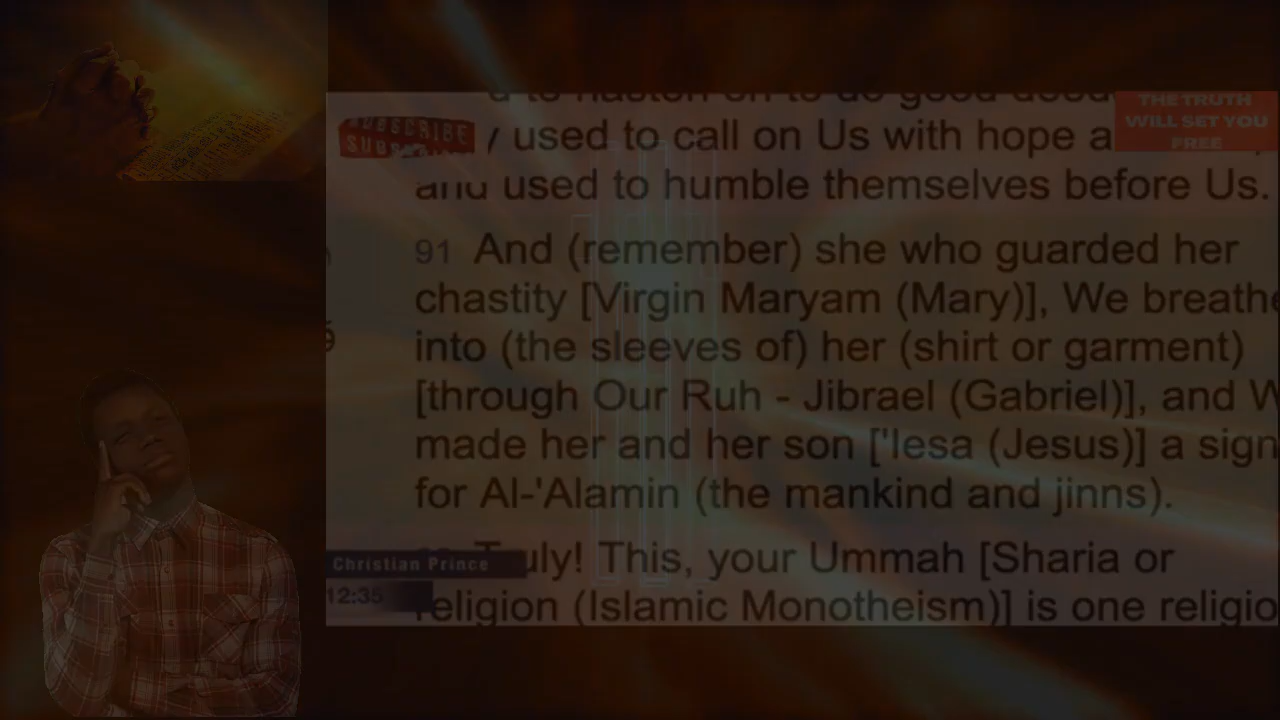 THE TRUTH
WILL SET YOU
FREE
SUBSCRIBE
used to call on Us with hope a
and used to humble themselves before Us.
91 And (remember) she who guarded her
chastity [Virgin Maryam (Mary)], We breathe
into (the sleeves of) her (shirt or garment)
[through Our Ruh - Jibrael (Gabriel)], and W
made her and her son ['Iesa (Jesus)] a sign
for Al-'Alamin (the mankind and jinns).
Truly! This, your Ummah [Sharia or
religion (Islamic Monotheism)] is one religio
Christian Prince
12:35